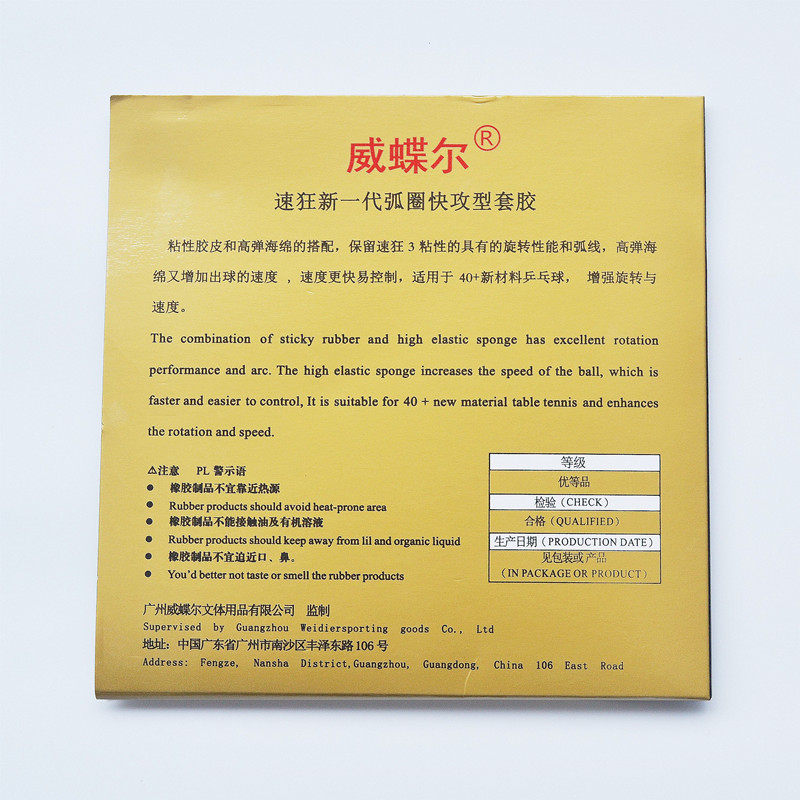 威蝶尔®
速狂新一代弧圈快攻型套胶
粘性胶皮和高弹海绵的搭配，保留速狂 3 粘性的具有的旋转性能和弧线，高弹海
绵又增加出球的速度 ，速度更快易控制，适用于 40+新材料乒乓球， 增强旋转与
速度。
The combination of sticky rubber and high elastic sponge has excellent rotation
performance and arc. The high elastic sponge increases the speed of the ball, which is
faster and easier to control, It is suitable for 40 + new material table tennis and enhances
the rotation and speed.
⚠注意 PL 警示语
● 橡胶制品不宜靠近热源
● Rubber products should avoid heat-prone area
● 橡胶制品不能接触油及有机溶液
● Rubber products should keep away from lil and organic liquid
● 橡胶制品不宜迫近口、鼻。
● You'd better not taste or smell the rubber products
等级
优等品
检验（CHECK）
合格（QUALIFIED）
生产日期（PRODUCTION DATE）
见包装或产品
（IN PACKAGE OR PRODUCT）
广州威蝶尔文体用品有限公司 监制
Supervised by Guangzhou Weidiersporting goods Co., Ltd
地址：中国广东省广州市南沙区丰泽东路 106 号
Address: Fengze, Nansha District,Guangzhou, Guangdong, China 106 East Road